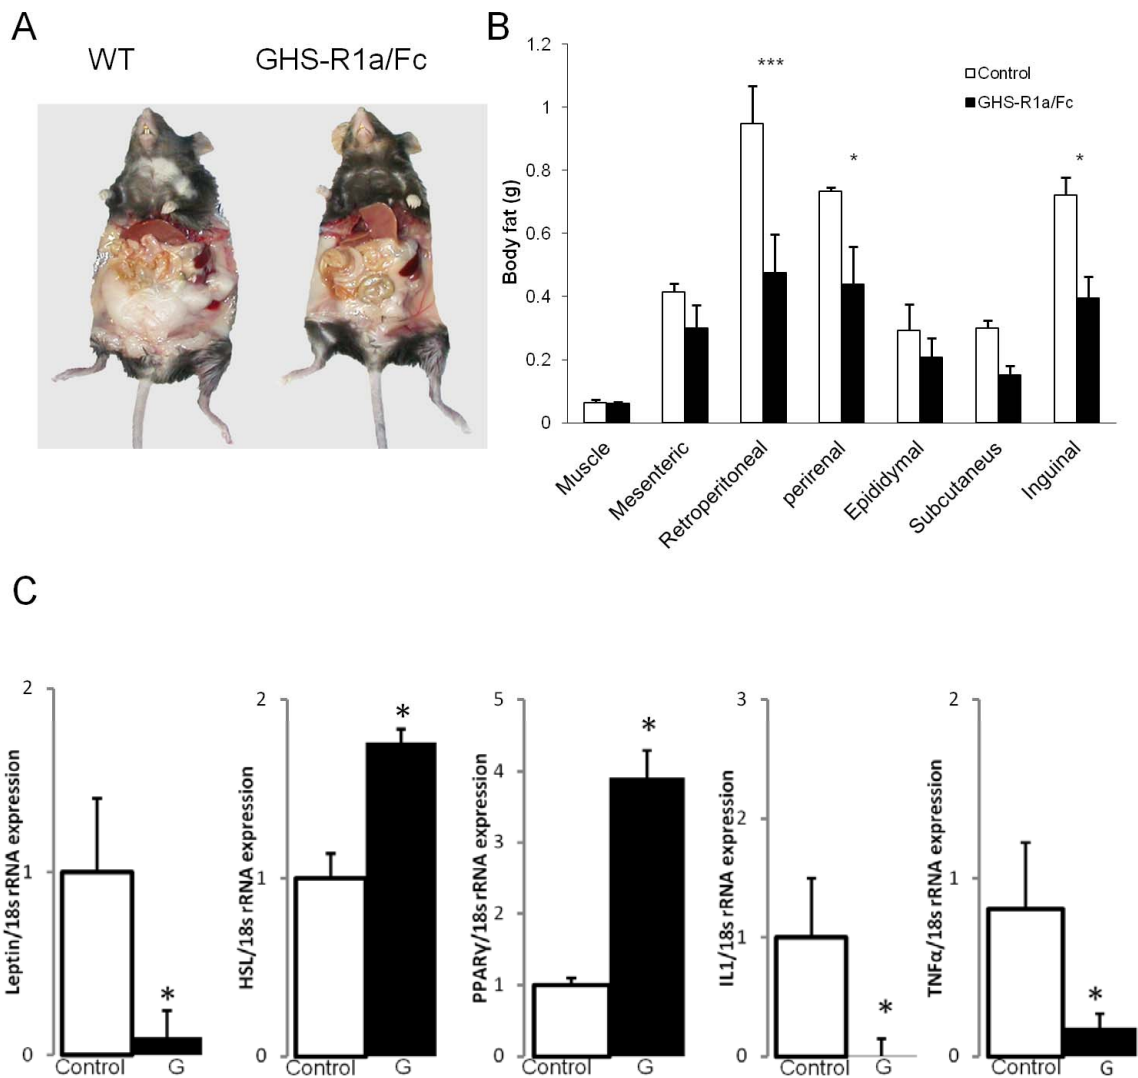 A
WT
GHS-R1a/Fc
B
1.2
1
0.8
0.6
0.4
0.2
0
Body fat (g)
***
*
*
Control
GHS-R1a/Fc
Muscle
Mesenteric
Retroperitoneal
perirenal
Epididymal
Subcutaneus
Inguinal
C
2
1
0
Leptin/18s rRNA expression
*
Control
G
2
1
0
HSL/18s rRNA expression
*
Control
G
5
4
3
2
1
0
PPARγ/18s rRNA expression
*
Control
G
3
2
1
0
IL1/18s rRNA expression
*
Control
G
2
1
0
TNFα/18s rRNA expression
*
Control
G